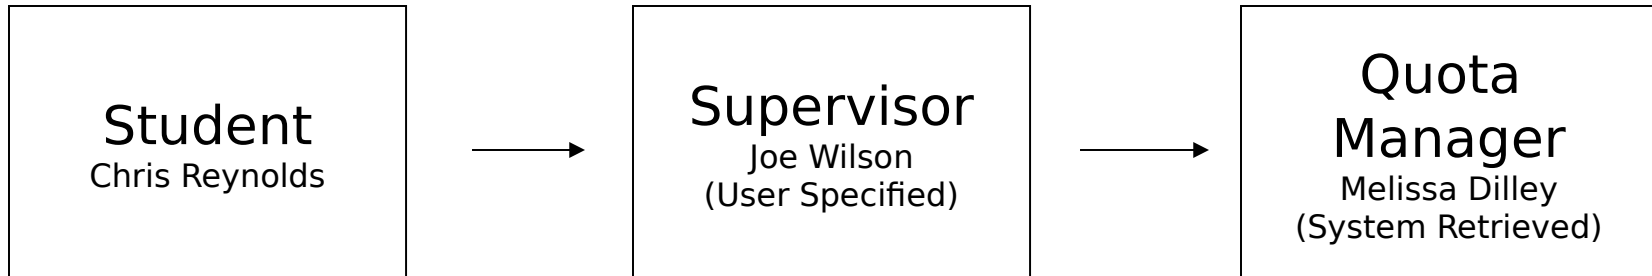 Student
Chris Reynolds
Supervisor
Joe Wilson
(User Specified)
Quota
Manager
Melissa Dilley
(System Retrieved)